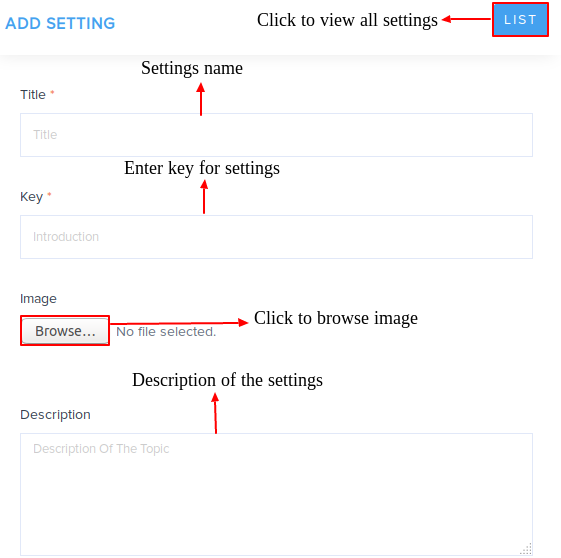 Click to view all settings
LIST
ADD SETTING
Settings name
Title *
Title
Enter key for settings
Key *
Introduction
Image
Browse... No file selected.
Click to browse image
Description of the settings
Description
Description Of The Topic